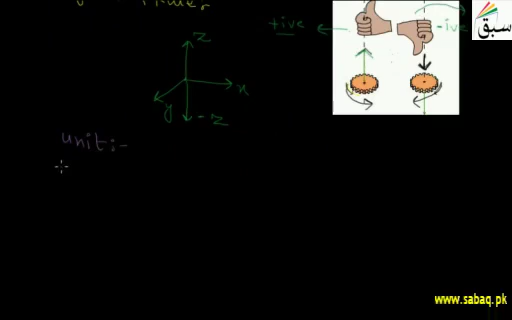 +ive
-ive
سبق
z
x
y
-z
unit:-
www.sabaq.pk